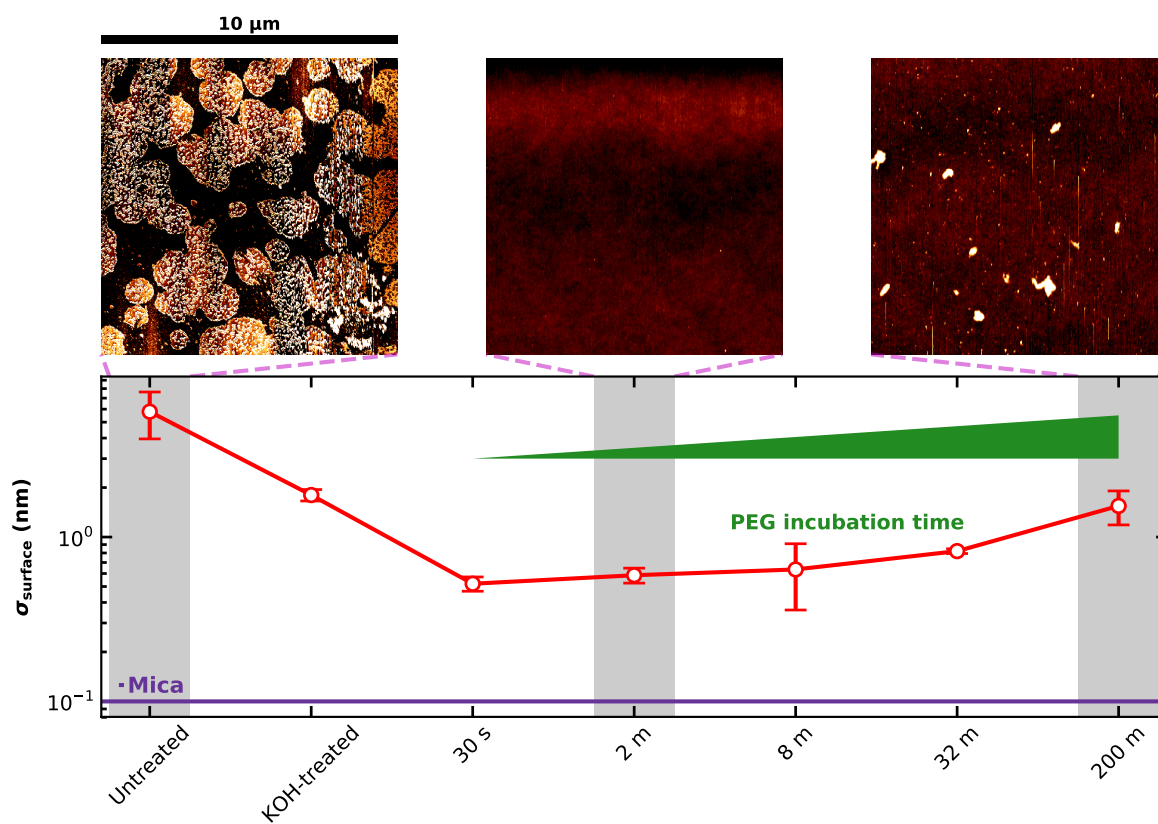 10 μm
σsurface (nm)
10⁰
10⁻¹
PEG incubation time
Mica
Untreated
KOH-treated
30 s
2 m
8 m
32 m
200 m